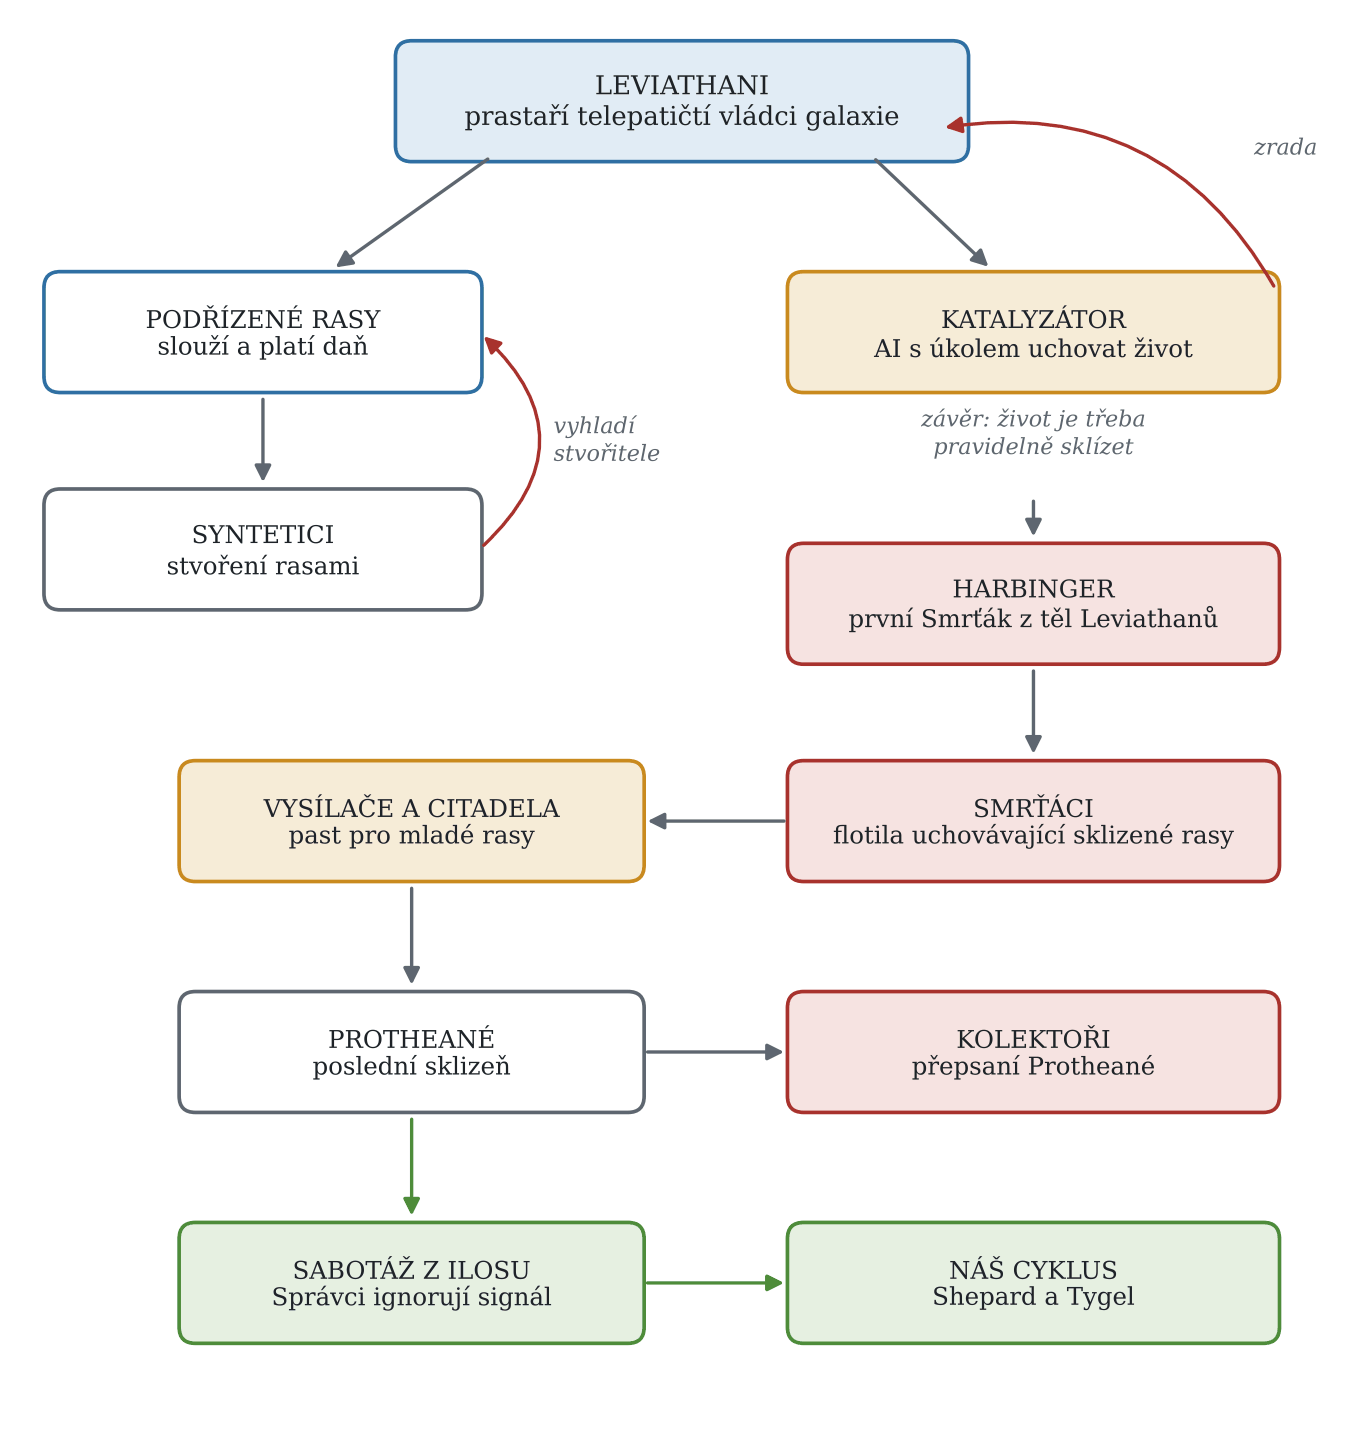 LEVIATHANI
prastaří telepatičtí vládci galaxie
zrada
PODŘÍZENÉ RASY
slouží a platí daň
KATALYZÁTOR
AI s úkolem uchovat život
vyhladí
stvořitele
závěr: život je třeba
pravidelně sklízet
SYNTETICI
stvoření rasami
HARBINGER
první Smrťák z těl Leviathanů
VYSÍLAČE A CITADELA
past pro mladé rasy
SMRŤÁCI
flotila uchovávající sklizené rasy
PROTHEANÉ
poslední sklizeň
KOLEKTOŘI
přepsaní Protheané
SABOTÁŽ Z ILOSU
Správci ignorují signál
NÁŠ CYKLUS
Shepard a Tygel